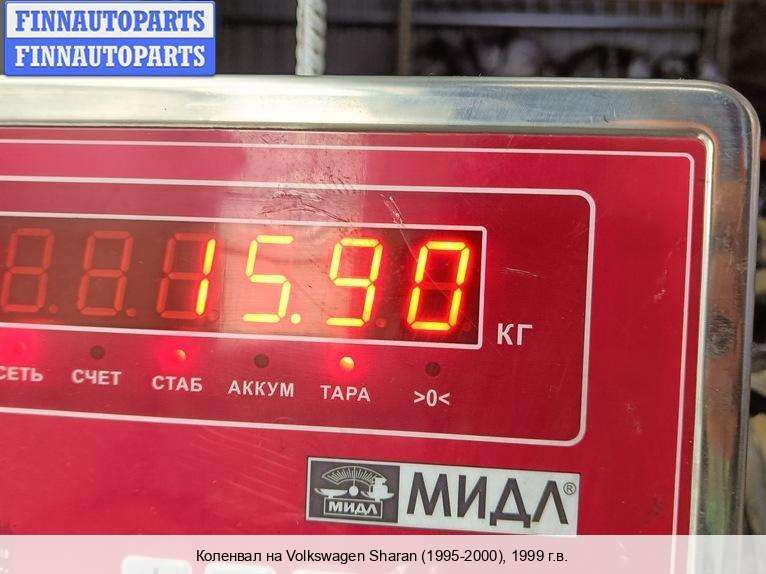 FINNAUTOPARTS
FINNAUTOPARTS
15.90
КГ
СЕТЬ СЧЕТ СТАБ АККУМ ТАРА >0<
МИДЛ
МИДЛ®
Коленвал на Volkswagen Sharan (1995-2000), 1999 г.в.